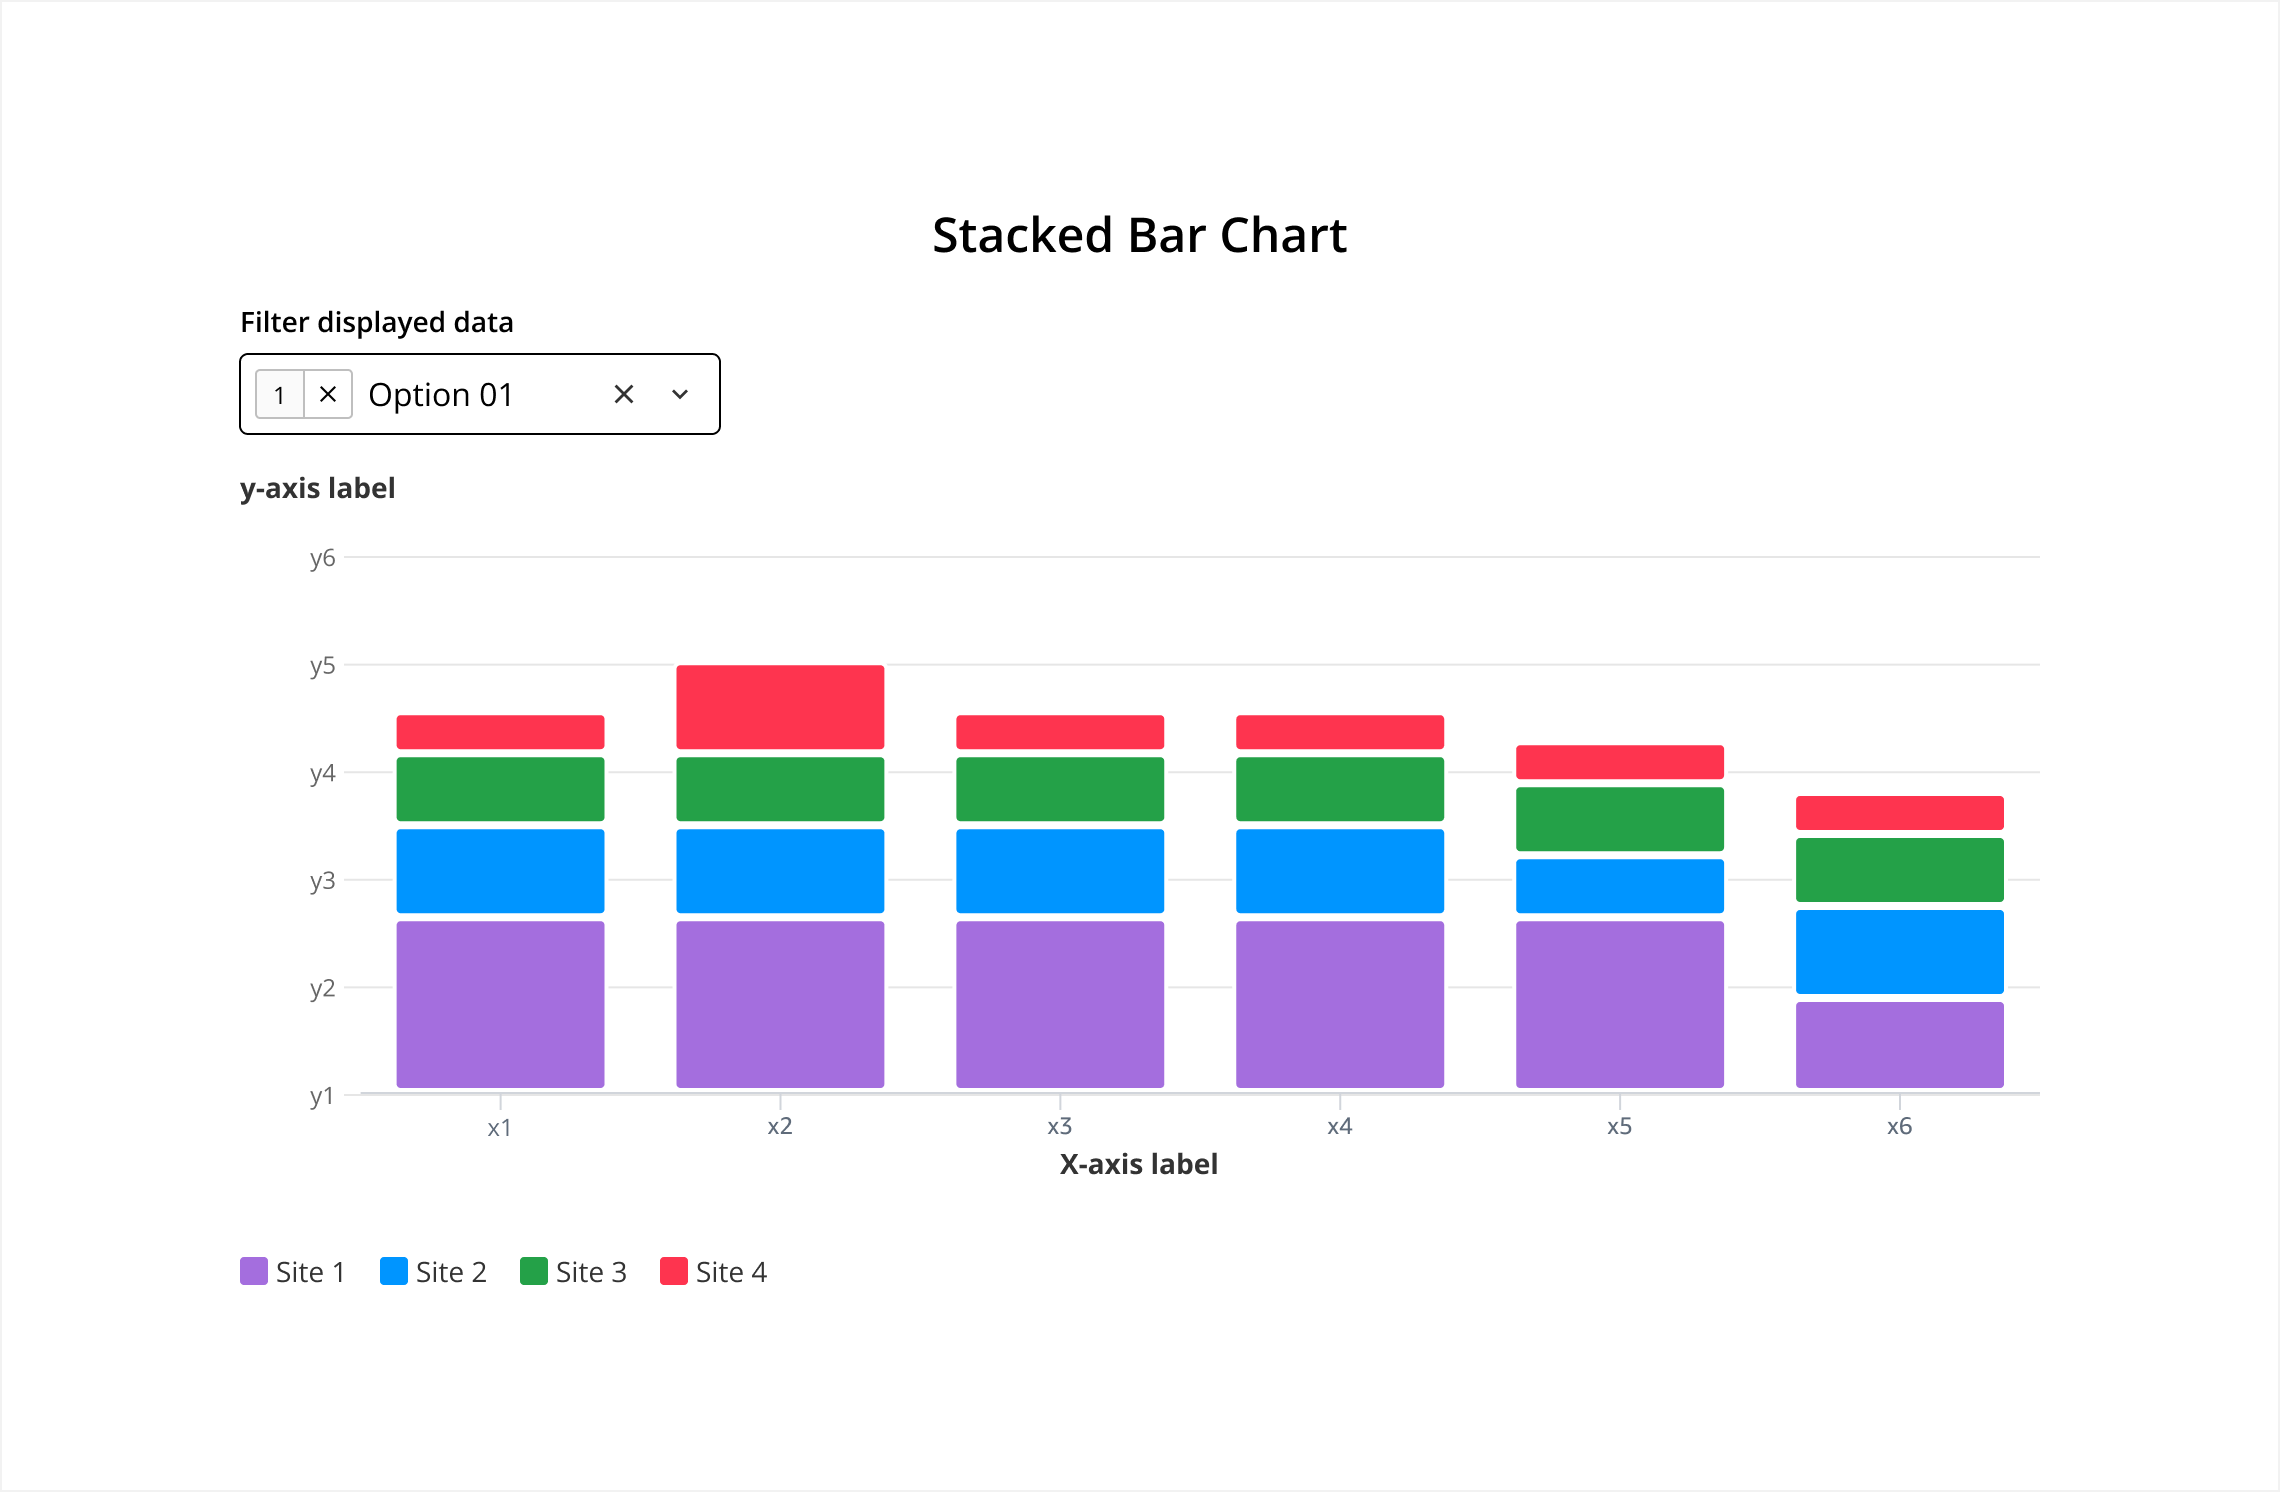 Stacked Bar Chart
Filter displayed data
1 Option 01
y-axis label
y6
y5
y4
y3
y2
y1
x1 x2 x3 x4 x5 x6
X-axis label
Site 1 Site 2 Site 3 Site 4